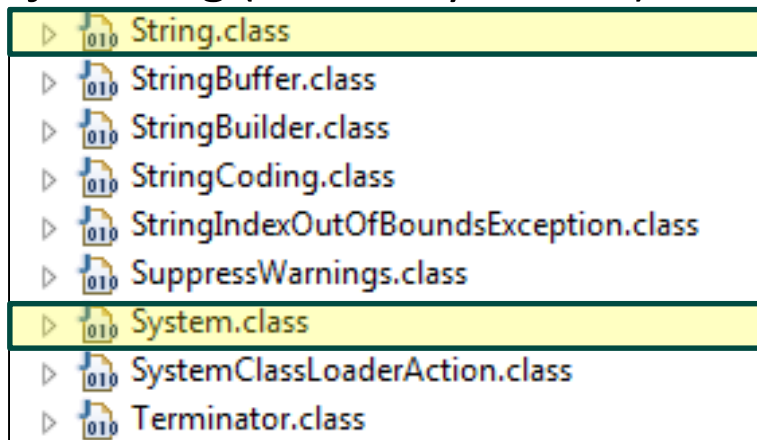 String.class
StringBuffer.class
StringBuilder.class
StringCoding.class
StringIndexOutOfBoundsException.class
SuppressWarnings.class
System.class
SystemClassLoaderAction.class
Terminator.class